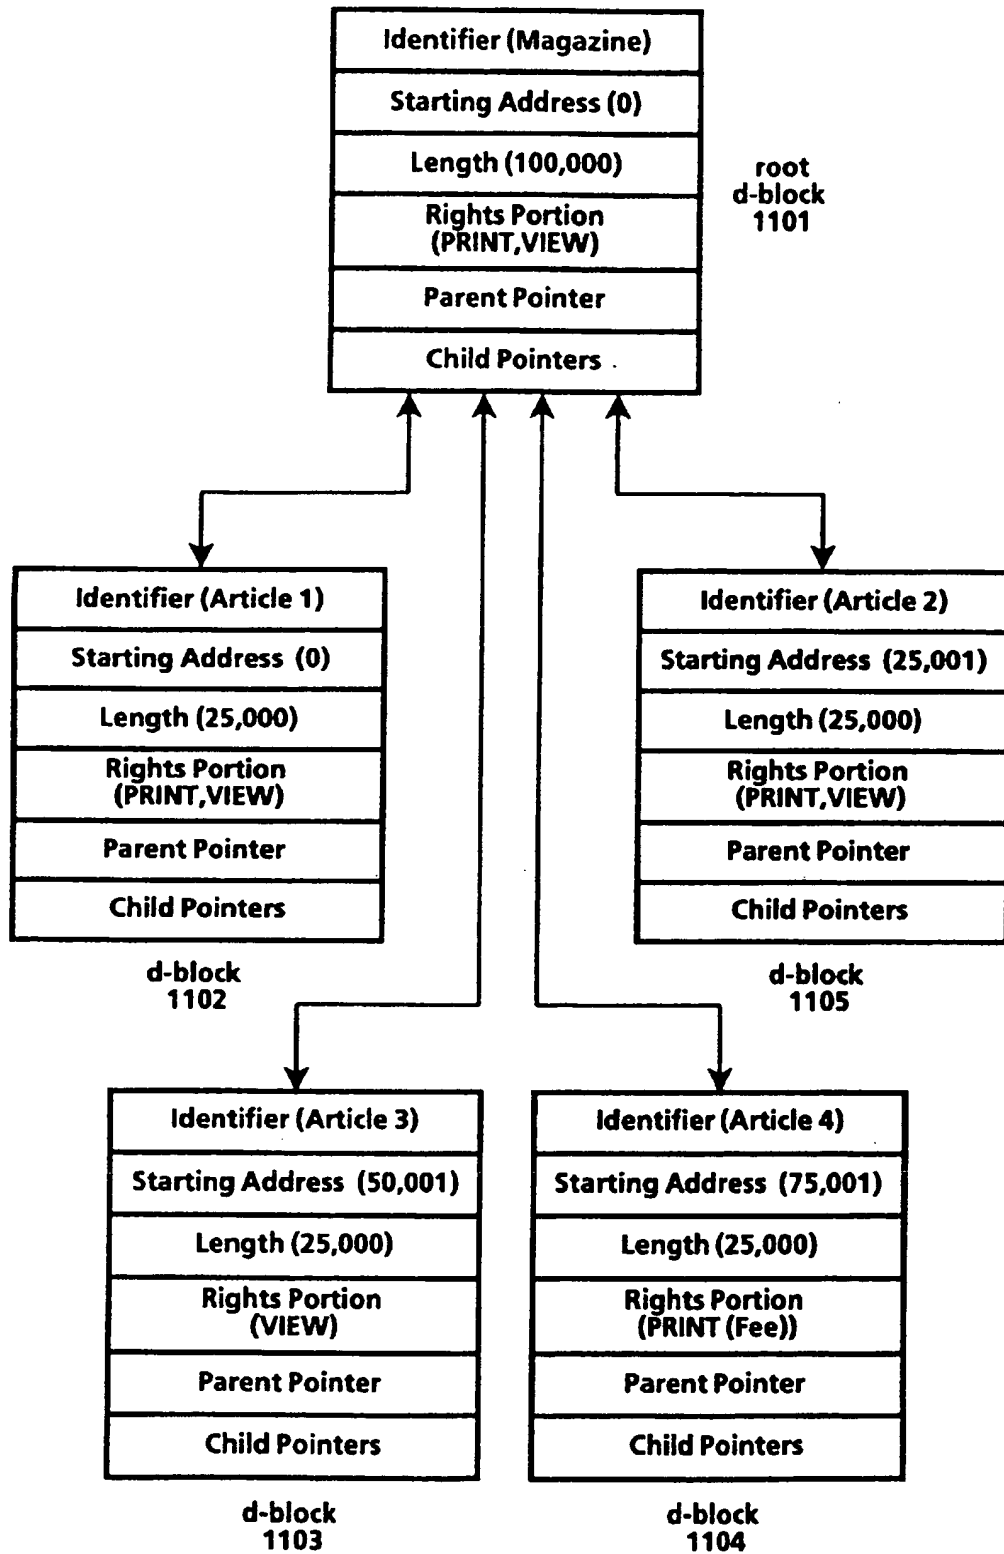 Identifier (Magazine)
Starting Address (0)
Length (100,000)
Rights Portion
(PRINT,VIEW)
Parent Pointer
Child Pointers
root
d-block
1101
Identifier (Article 1)
Starting Address (0)
Length (25,000)
Rights Portion
(PRINT,VIEW)
Parent Pointer
Child Pointers
d-block
1102
Identifier (Article 2)
Starting Address (25,001)
Length (25,000)
Rights Portion
(PRINT,VIEW)
Parent Pointer
Child Pointers
d-block
1105
Identifier (Article 3)
Starting Address (50,001)
Length (25,000)
Rights Portion
(VIEW)
Parent Pointer
Child Pointers
d-block
1103
Identifier (Article 4)
Starting Address (75,001)
Length (25,000)
Rights Portion
(PRINT (Fee))
Parent Pointer
Child Pointers
d-block
1104